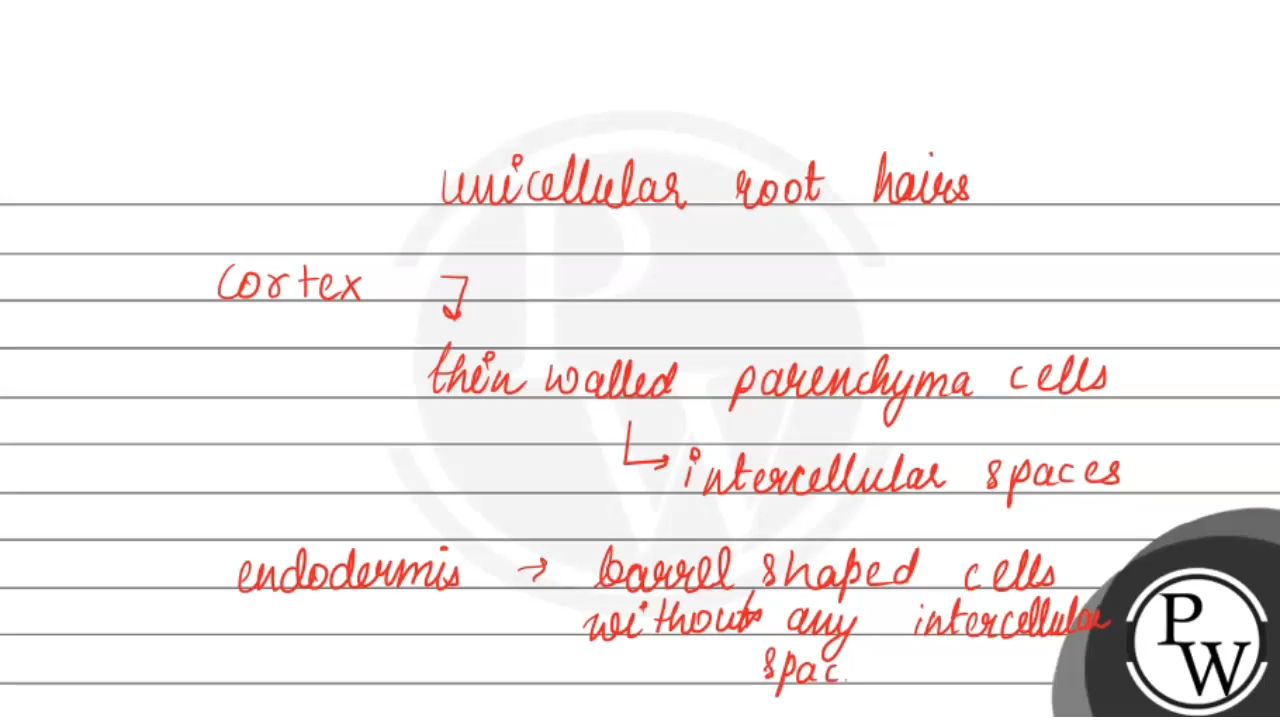 unicellular root hairs
cortex
thin walled parenchyma cells
intercellular spaces
endodermis → barrel shaped cells
without any intercellular
spac.
P
W